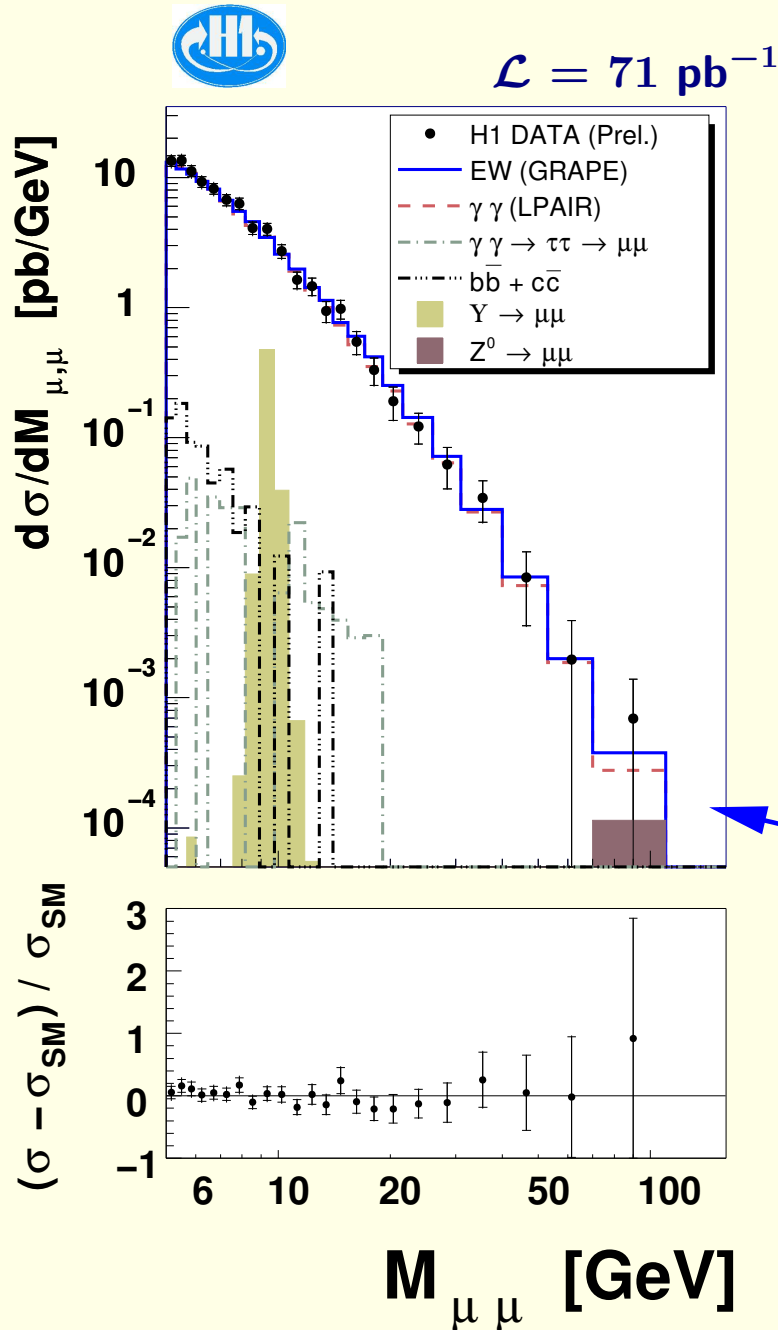 H1
ℒ = 71 pb⁻¹
H1 DATA (Prel.)
EW (GRAPE)
γ γ (LPAIR)
γ γ → ττ → μμ
bb̅ + cc̅
Υ → μμ
Z⁰ → μμ
dσ/dM μ,μ [pb/GeV]
10
1
10⁻¹
10⁻²
10⁻³
10⁻⁴
(σ − σSM) / σSM
3
2
1
0
−1
6 10 20 50 100
M μ μ [GeV]